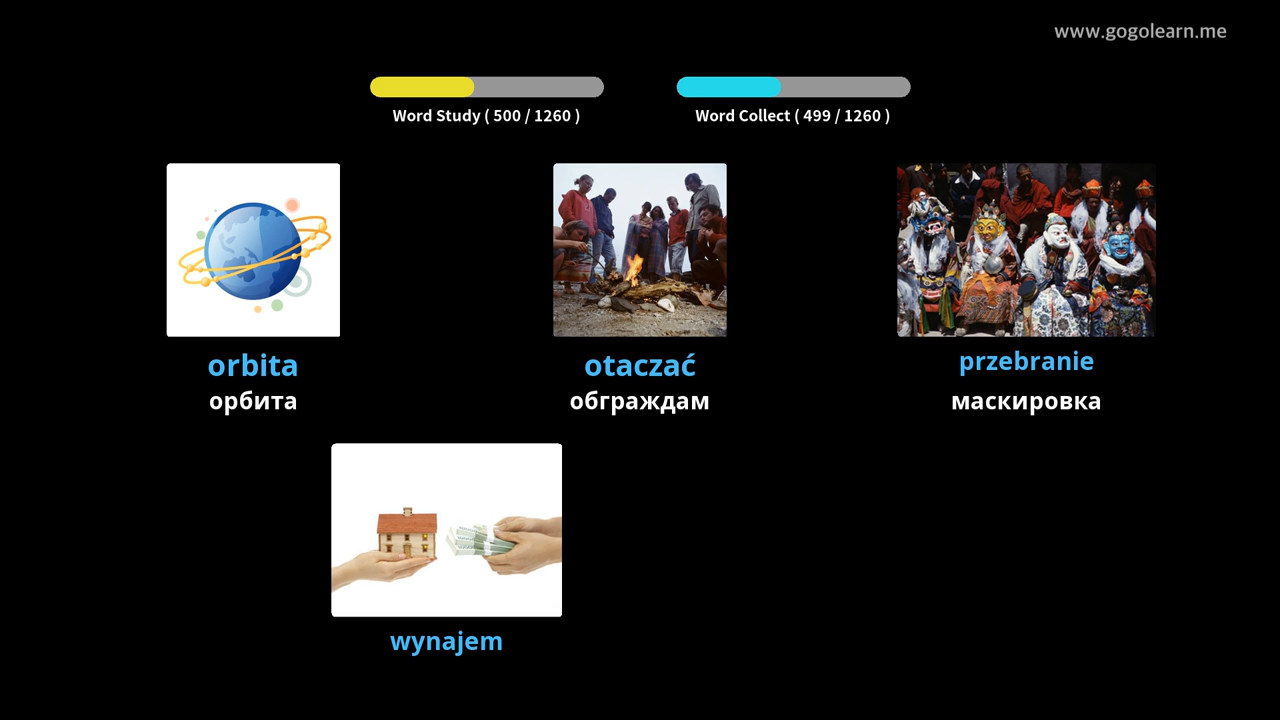 www.gogolearn.me
Word Study ( 500 / 1260 )
Word Collect ( 499 / 1260 )
orbita
орбита
otaczać
обграждам
przebranie
маскировка
wynajem